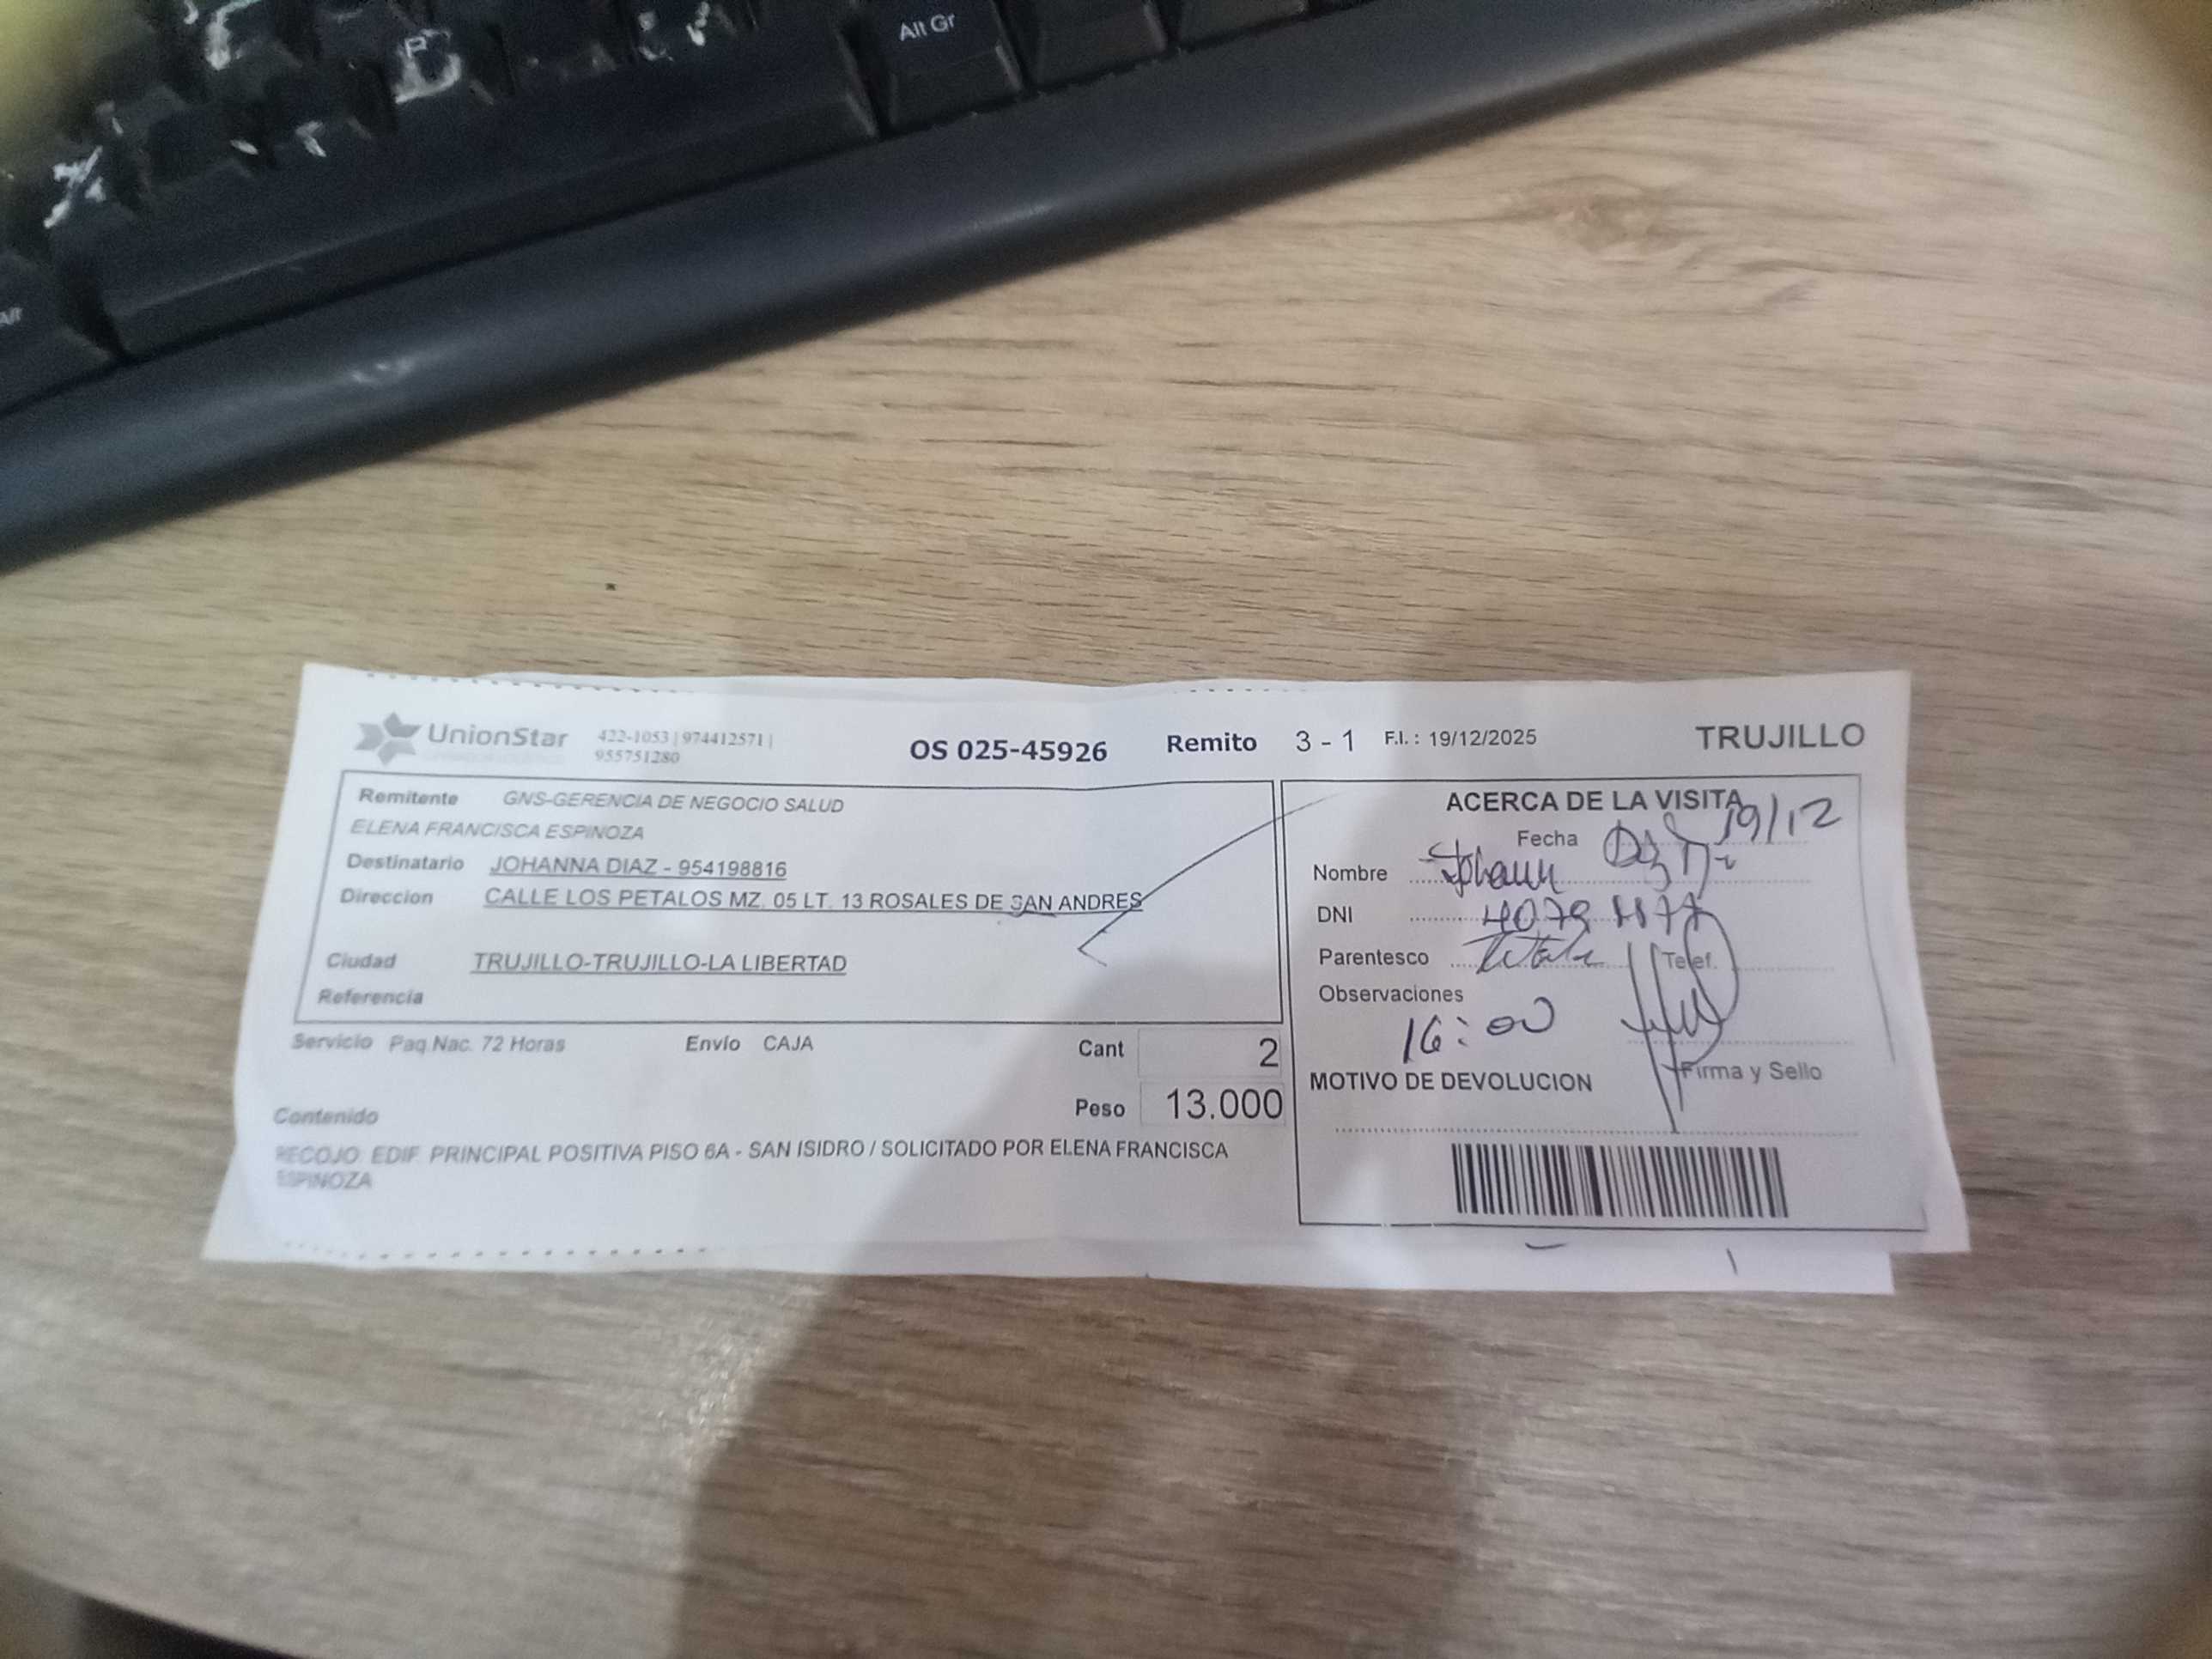 Alt Gr
Alt
UnionStar 422-1053 | 974412571 |
955751280
OS 025-45926 Remito 3 - 1 F.I. : 19/12/2025 TRUJILLO
Remitente GNS-GERENCIA DE NEGOCIO SALUD
ELENA FRANCISCA ESPINOZA
Destinatario JOHANNA DIAZ - 954198816
Direccion CALLE LOS PETALOS MZ. 05 LT. 13 ROSALES DE SAN ANDRES
Ciudad TRUJILLO-TRUJILLO-LA LIBERTAD
Referencia
Servicio Paq.Nac. 72 Horas Envío CAJA Cant 2
Peso 13.000
Contenido
RECOJO EDIF PRINCIPAL POSITIVA PISO 6A - SAN ISIDRO / SOLICITADO POR ELENA FRANCISCA
ESPINOZA
ACERCA DE LA VISITA
Fecha 19/12
Nombre
DNI
Parentesco Telef.
Observaciones
16:00
Firma y Sello
MOTIVO DE DEVOLUCION